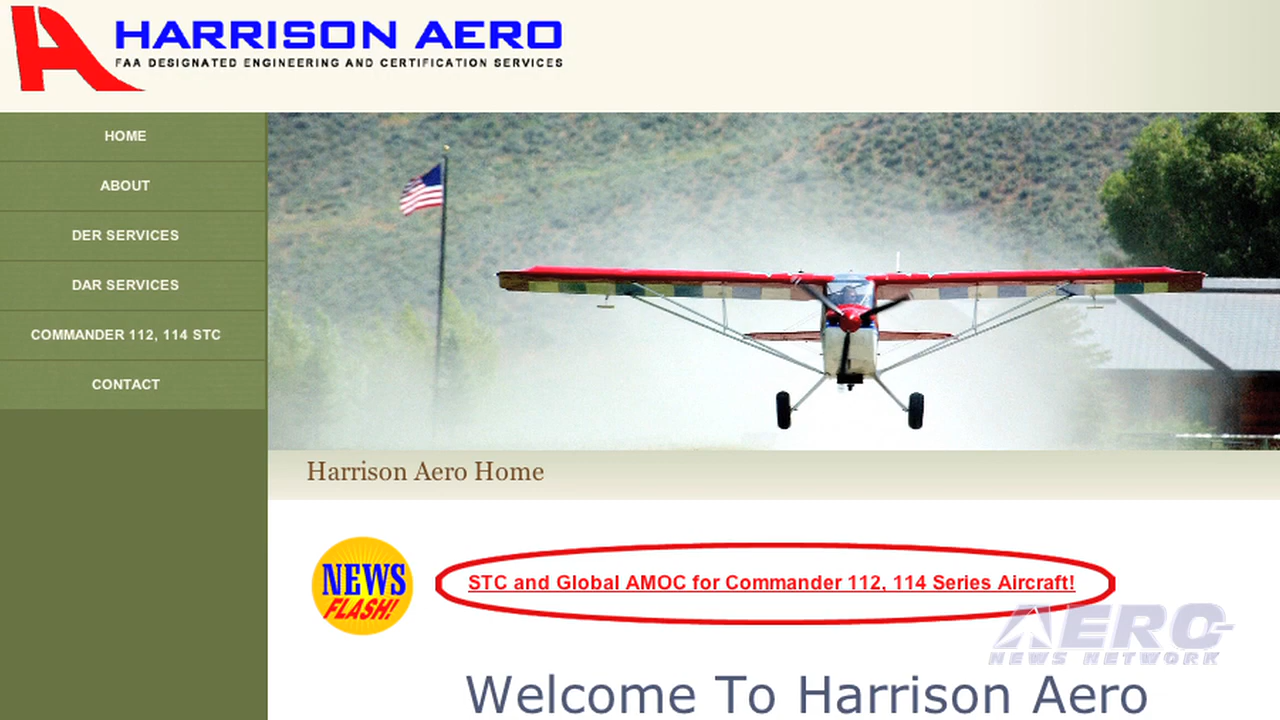 HARRISON AERO
FAA DESIGNATED ENGINEERING AND CERTIFICATION SERVICES
HOME
ABOUT
DER SERVICES
DAR SERVICES
COMMANDER 112, 114 STC
CONTACT
Harrison Aero Home
NEWS
FLASH!
STC and Global AMOC for Commander 112, 114 Series Aircraft!
AERO
NEWS NETWORK
Welcome To Harrison Aero